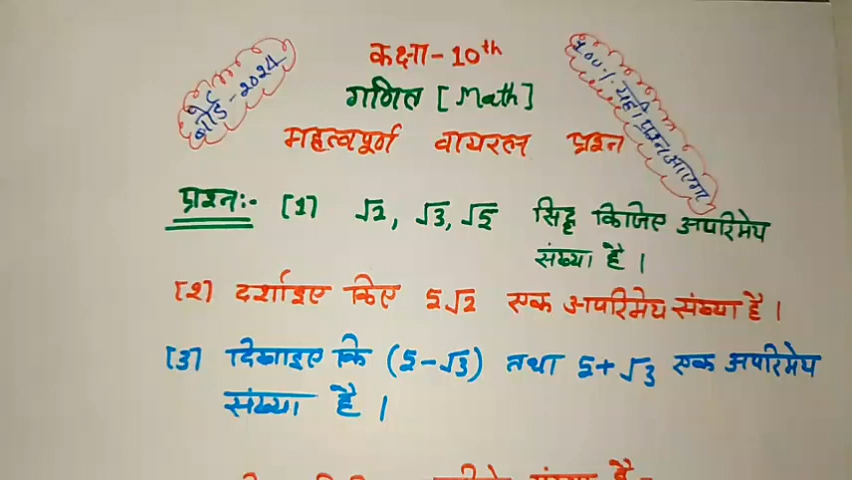 कक्षा - 10th
बोर्ड - 2024
100% यही प्रश्न आएगा
गणित [Math]
महत्वपूर्ण वायरल प्रश्न
प्रश्नः- [1] √2, √3, √5 सिद्ध किजिए अपरिमेय
संख्या है।
[2] दर्शाइए किए 5√2 एक अपरिमेय संख्या है।
[3] दिखाइए कि (5-√3) तथा 5+√3 एक अपरिमेय
संख्या है।
संख्या है